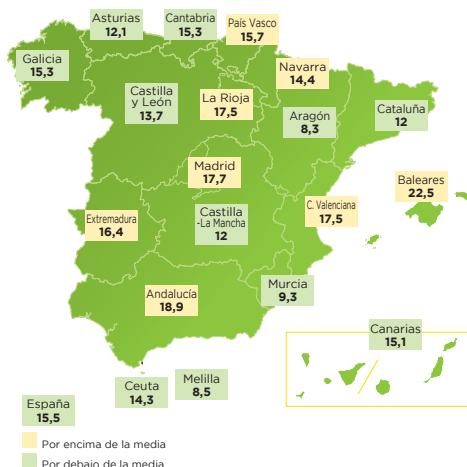 Asturias
12,1
Cantabria
15,3
País Vasco
15,7
Galicia
15,3
Navarra
14,4
Castilla
y León
13,7
La Rioja
17,5
Aragón
8,3
Cataluña
12
Madrid
17,7
Baleares
22,5
Extremadura
16,4
Castilla
-La Mancha
12
C. Valenciana
17,5
Andalucía
18,9
Murcia
9,3
Canarias
15,1
Ceuta
14,3
Melilla
8,5
España
15,5
Por encima de la media
Por debajo de la media